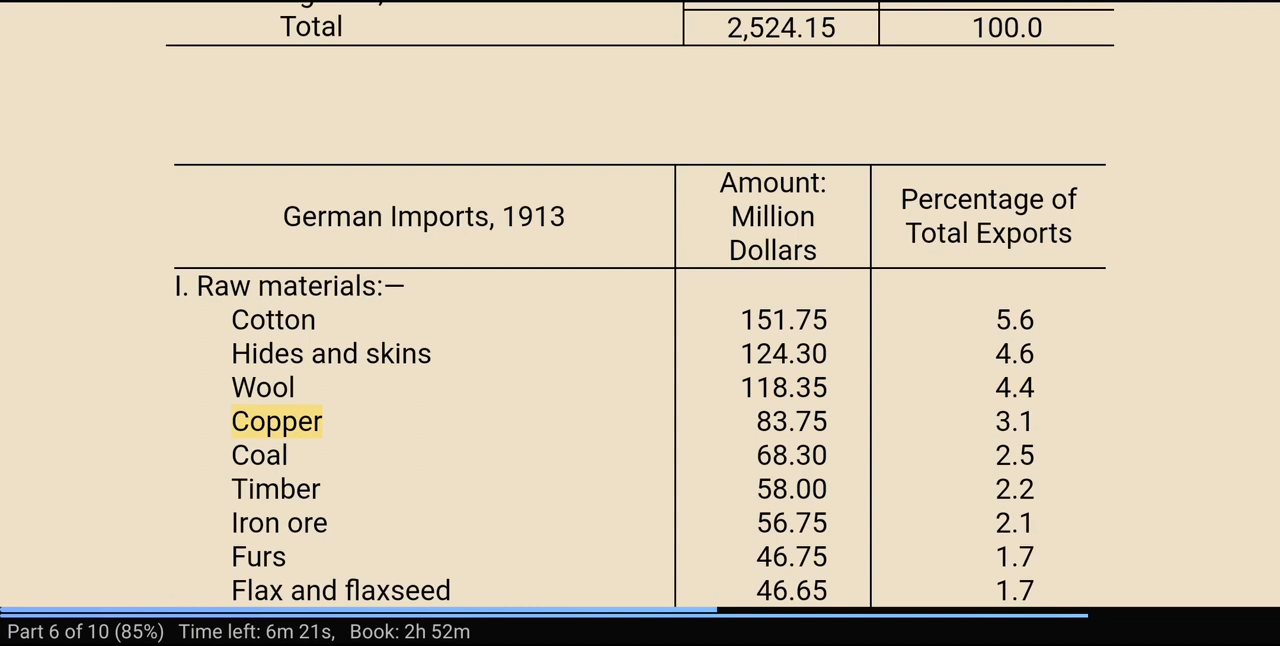 Total 2,524.15 100.0
German Imports, 1913 Amount: Million Dollars Percentage of Total Exports
I. Raw materials:—
Cotton 151.75 5.6
Hides and skins 124.30 4.6
Wool 118.35 4.4
Copper 83.75 3.1
Coal 68.30 2.5
Timber 58.00 2.2
Iron ore 56.75 2.1
Furs 46.75 1.7
Flax and flaxseed 46.65 1.7
Part 6 of 10 (85%) Time left: 6m 21s, Book: 2h 52m